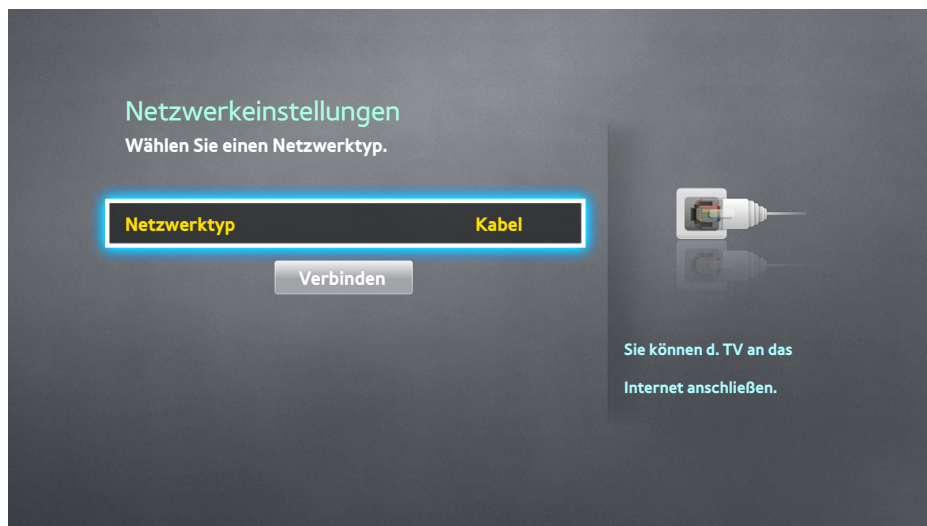 Netzwerkeinstellungen
Wählen Sie einen Netzwerktyp.
Netzwerktyp Kabel
Verbinden
Sie können d. TV an das
Internet anschließen.